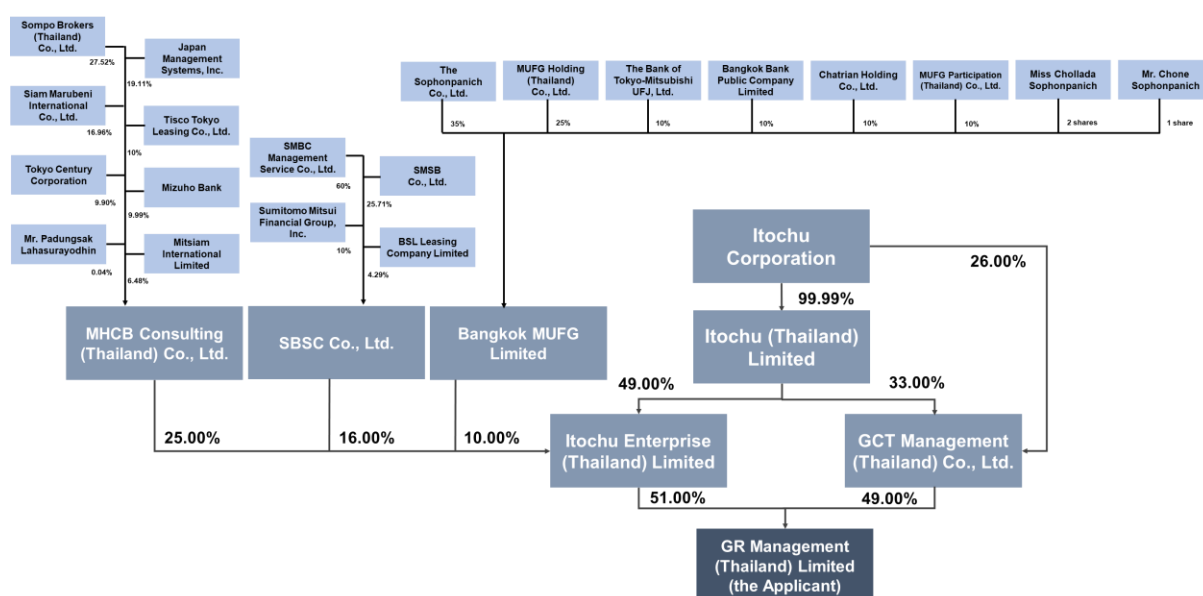 Sompo Brokers
(Thailand)
Co., Ltd.
27.52%
Japan
Management
Systems, Inc.
19.11%
Siam Marubeni
International
Co., Ltd.
16.96%
Tisco Tokyo
Leasing Co., Ltd.
10%
Tokyo Century
Corporation
9.90%
Mizuho Bank
9.99%
Mr. Padungsak
Lahasurayodhin
0.04%
Mitsiam
International
Limited
6.48%
SMBC
Management
Service Co., Ltd.
60%
SMSB
Co., Ltd.
25.71%
Sumitomo Mitsui
Financial Group,
Inc.
10%
BSL Leasing
Company Limited
4.29%
The
Sophonpanich
Co., Ltd.
35%
MUFG Holding
(Thailand)
Co., Ltd.
25%
The Bank of
Tokyo-Mitsubishi
UFJ, Ltd.
10%
Bangkok Bank
Public Company
Limited
10%
Chatrian Holding
Co., Ltd.
10%
MUFG Participation
(Thailand) Co., Ltd.
10%
Miss Chollada
Sophonpanich
2 shares
Mr. Chone
Sophonpanich
1 share
Itochu
Corporation
26.00%
99.99%
MHCB Consulting
(Thailand) Co., Ltd.
SBSC Co., Ltd.
Bangkok MUFG
Limited
Itochu (Thailand)
Limited
49.00%
33.00%
25.00%
16.00%
10.00%
Itochu Enterprise
(Thailand) Limited
GCT Management
(Thailand) Co., Ltd.
51.00%
49.00%
GR Management
(Thailand) Limited
(the Applicant)